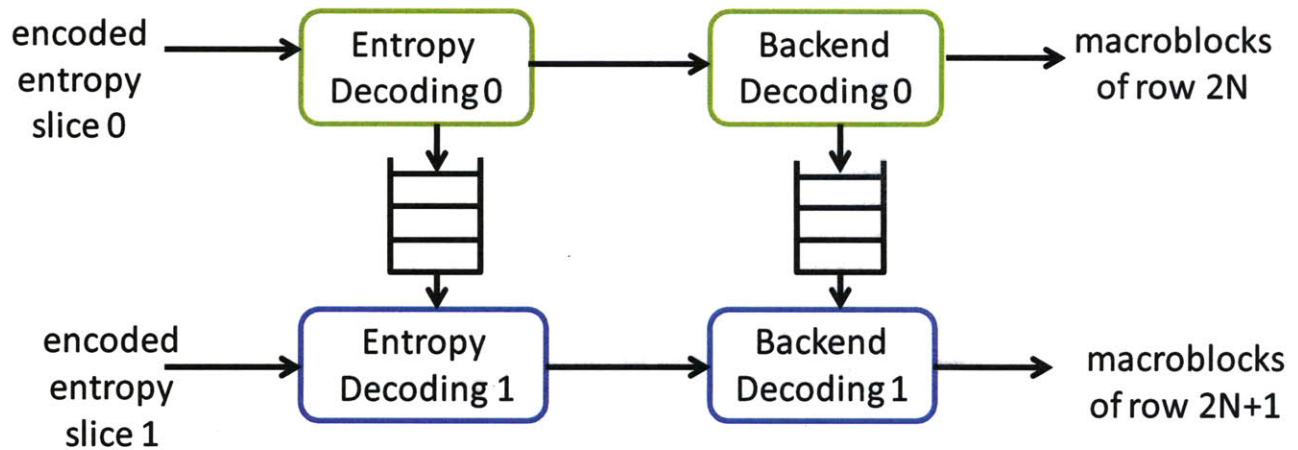 encoded
entropy
slice 0
Entropy
Decoding 0
Backend
Decoding 0
macroblocks
of row 2N
encoded
entropy
slice 1
Entropy
Decoding 1
Backend
Decoding 1
macroblocks
of row 2N+1